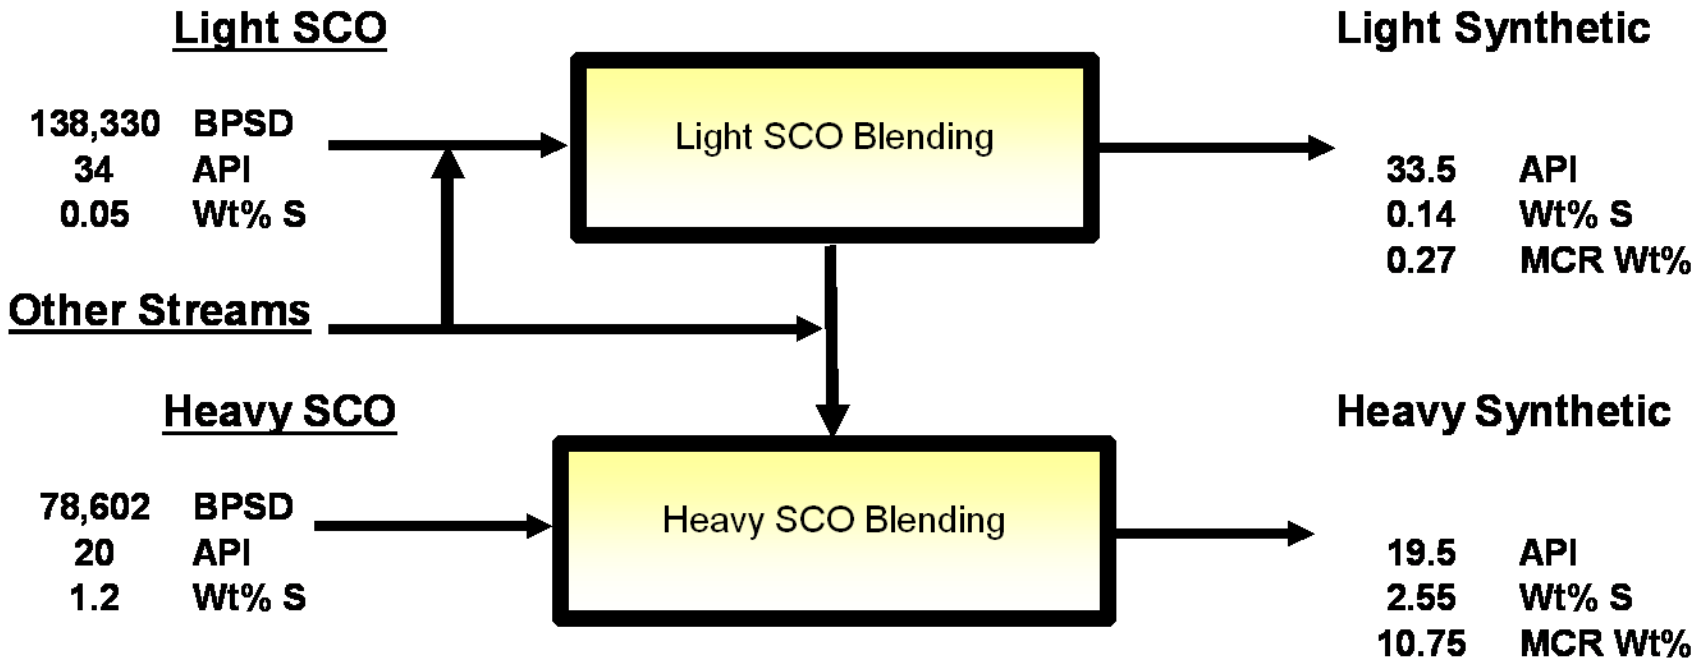 Light SCO
Light Synthetic
138,330 BPSD
34 API
0.05 Wt% S
Light SCO Blending
33.5 API
0.14 Wt% S
0.27 MCR Wt%
Other Streams
Heavy SCO
Heavy Synthetic
78,602 BPSD
20 API
1.2 Wt% S
Heavy SCO Blending
19.5 API
2.55 Wt% S
10.75 MCR Wt%